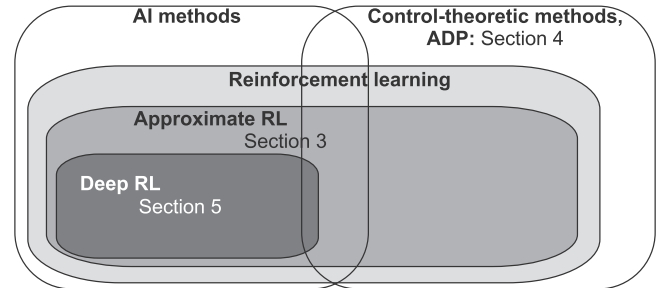 AI methods
Control-theoretic methods,
ADP: Section 4
Reinforcement learning
Approximate RL
Section 3
Deep RL
Section 5